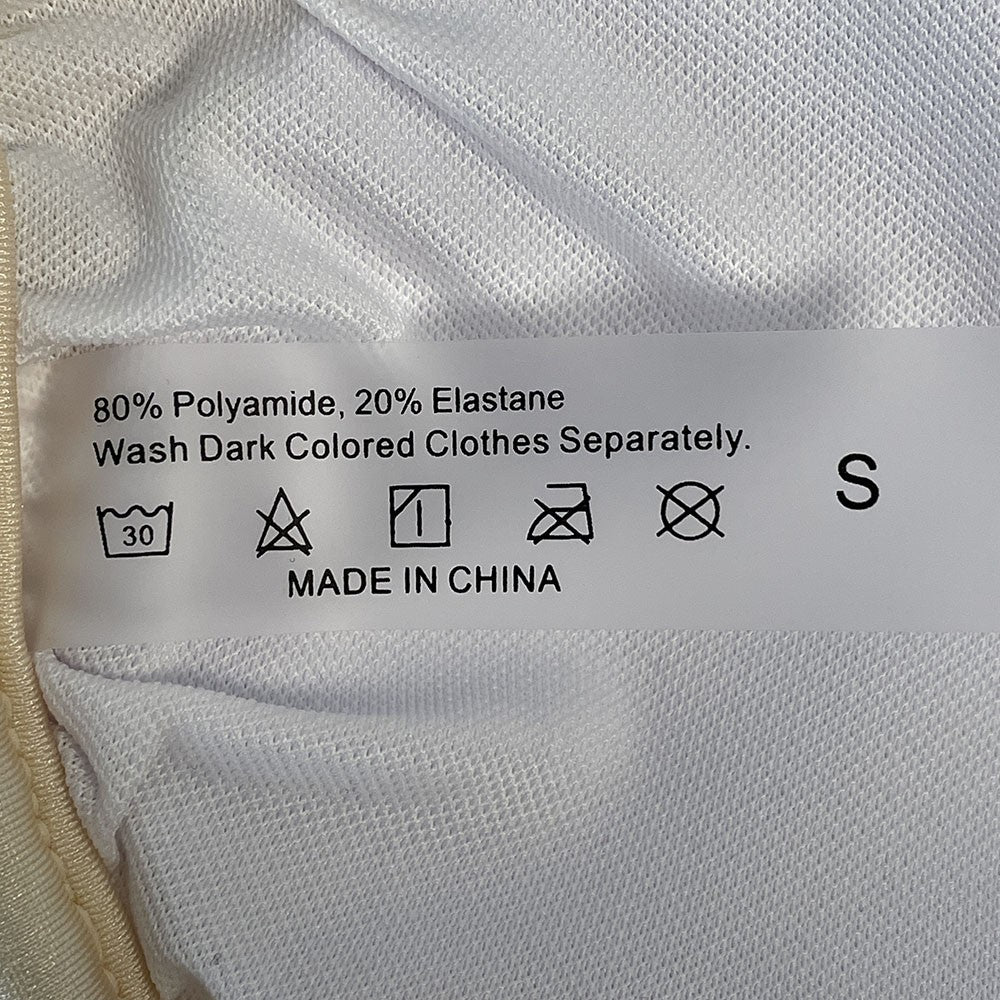 80% Polyamide, 20% Elastane
Wash Dark Colored Clothes Separately.
S
30
MADE IN CHINA